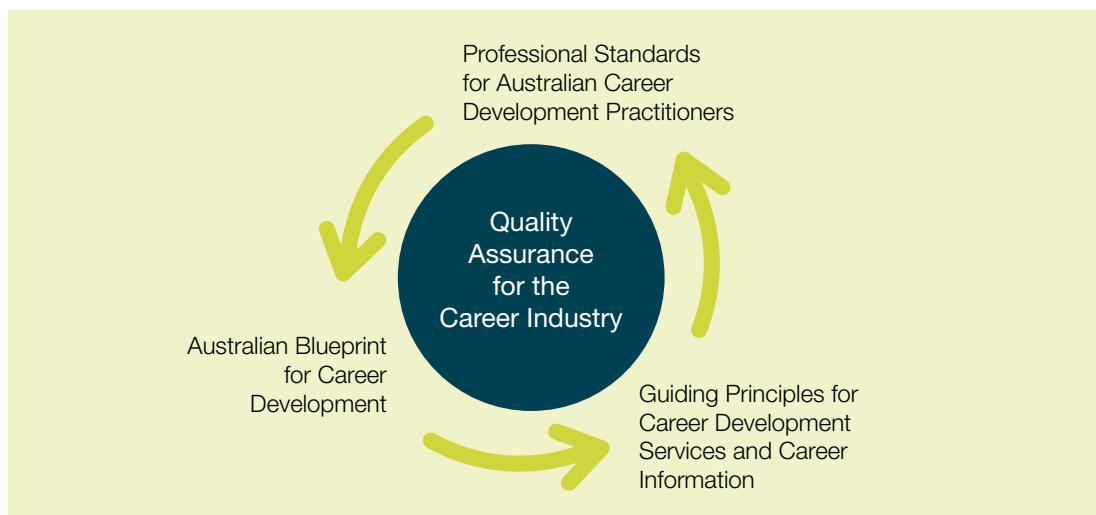 Professional Standards
for Australian Career
Development Practitioners
Quality
Assurance
for the
Career Industry
Australian Blueprint
for Career
Development
Guiding Principles for
Career Development
Services and Career
Information